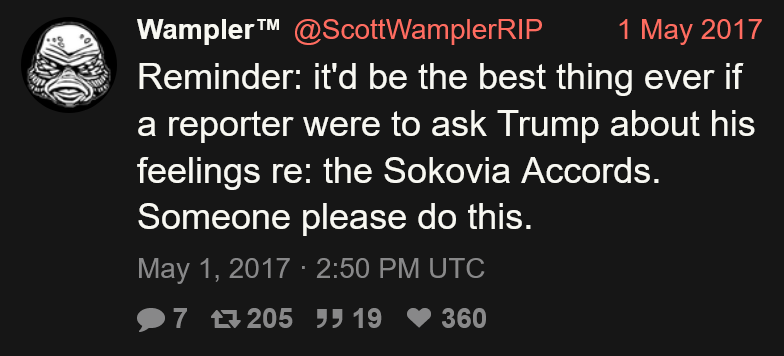 Wampler™ @ScottWamplerRIP 1 May 2017
Reminder: it'd be the best thing ever if
a reporter were to ask Trump about his
feelings re: the Sokovia Accords.
Someone please do this.
May 1, 2017 · 2:50 PM UTC
7 205 19 360